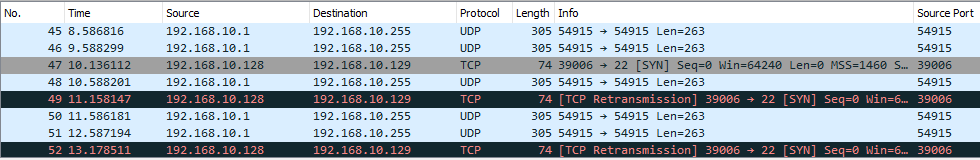 No. Time Source Destination Protocol Length Info Source Port
45 8.586816 192.168.10.1 192.168.10.255 UDP 305 54915 → 54915 Len=263 54915
46 9.588299 192.168.10.1 192.168.10.255 UDP 305 54915 → 54915 Len=263 54915
47 10.136112 192.168.10.128 192.168.10.129 TCP 74 39006 → 22 [SYN] Seq=0 Win=64240 Len=0 MSS=1460 S… 39006
48 10.588201 192.168.10.1 192.168.10.255 UDP 305 54915 → 54915 Len=263 54915
49 11.158147 192.168.10.128 192.168.10.129 TCP 74 [TCP Retransmission] 39006 → 22 [SYN] Seq=0 Win=6… 39006
50 11.586181 192.168.10.1 192.168.10.255 UDP 305 54915 → 54915 Len=263 54915
51 12.587194 192.168.10.1 192.168.10.255 UDP 305 54915 → 54915 Len=263 54915
52 13.178511 192.168.10.128 192.168.10.129 TCP 74 [TCP Retransmission] 39006 → 22 [SYN] Seq=0 Win=6… 39006